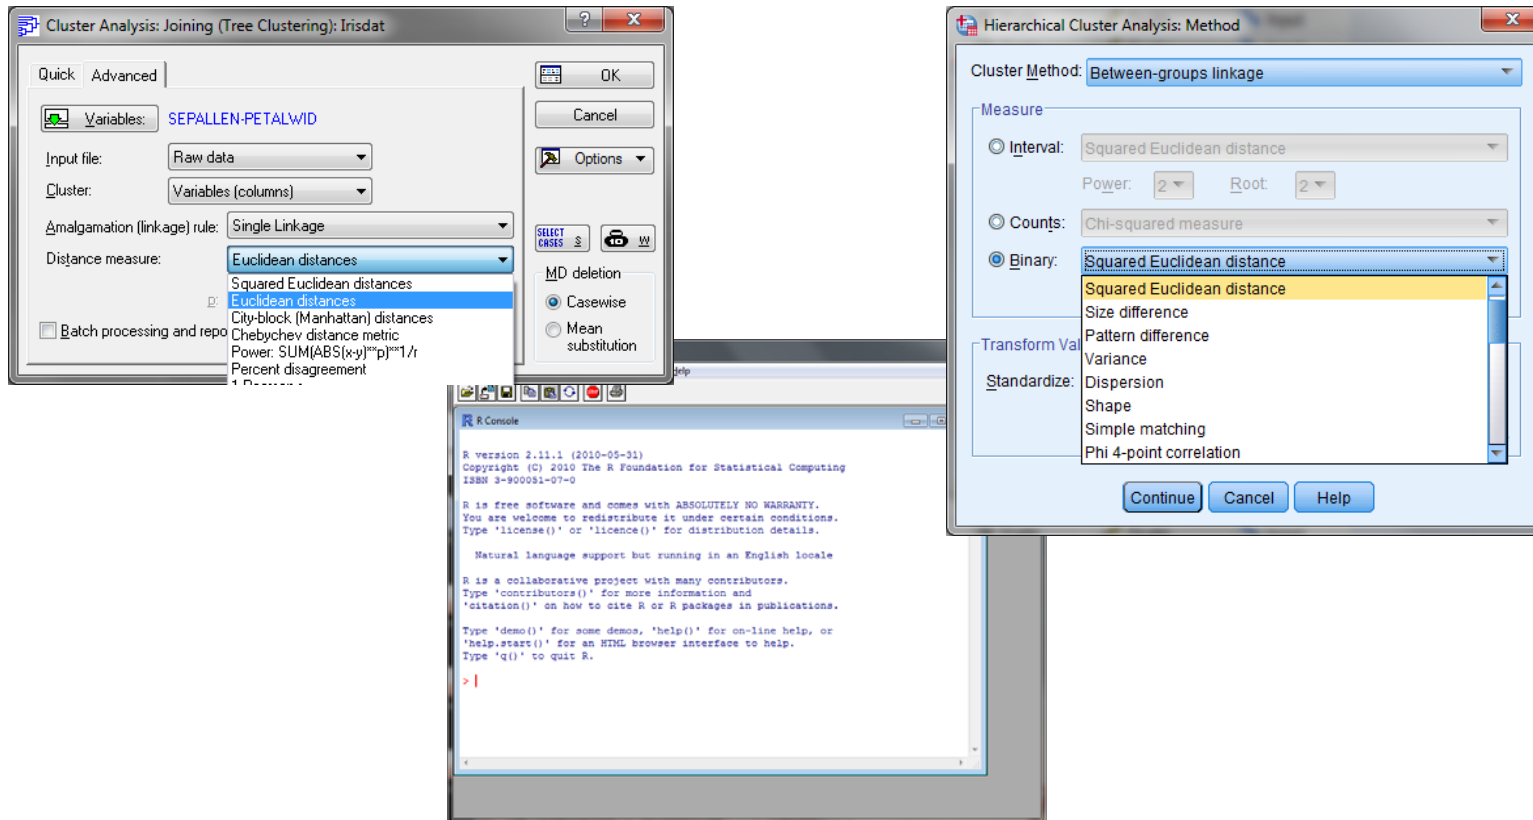 Cluster Analysis: Joining (Tree Clustering): Irisdat
?
X
Quick
Advanced
OK
Variables:
SEPALLEN-PETALWID
Cancel
Input file:
Raw data
Options
Cluster:
Variables (columns)
Amalgamation (linkage) rule:
Single Linkage
SELECT
CASES
S
W
Distance measure:
Euclidean distances
Squared Euclidean distances
Euclidean distances
City-block (Manhattan) distances
Chebychev distance metric
Power: SUM(ABS(x-y)**p)**1/r
Percent disagreement
p:
Batch processing and repo
MD deletion
Casewise
Mean
substitution
Hierarchical Cluster Analysis: Method
X
Cluster Method:
Between-groups linkage
Measure
Interval:
Squared Euclidean distance
Power:
2
Root:
2
Counts:
Chi-squared measure
Binary:
Squared Euclidean distance
Squared Euclidean distance
Size difference
Pattern difference
Variance
Dispersion
Shape
Simple matching
Phi 4-point correlation
Transform Val
Standardize:
Continue
Cancel
Help
Help
STOP
R Console
R version 2.11.1 (2010-05-31)
Copyright (C) 2010 The R Foundation for Statistical Computing
ISBN 3-900051-07-0
R is free software and comes with ABSOLUTELY NO WARRANTY.
You are welcome to redistribute it under certain conditions.
Type 'license()' or 'licence()' for distribution details.
Natural language support but running in an English locale
R is a collaborative project with many contributors.
Type 'contributors()' for more information and
'citation()' on how to cite R or R packages in publications.
Type 'demo()' for some demos, 'help()' for on-line help, or
'help.start()' for an HTML browser interface to help.
Type 'q()' to quit R.
>